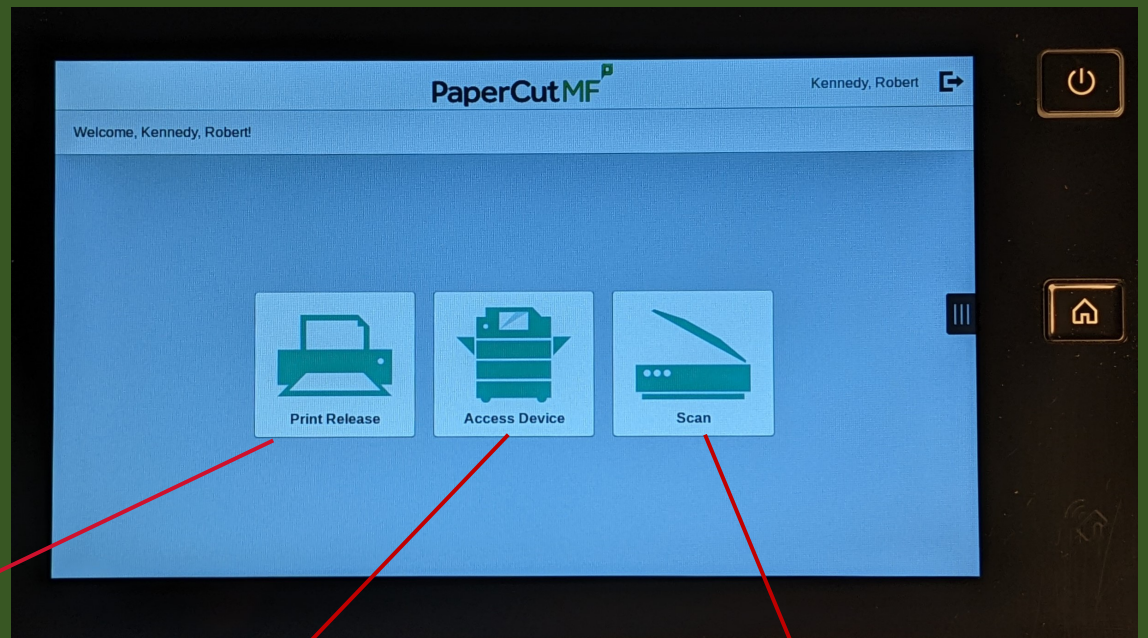 PaperCutMF
Kennedy, Robert
Welcome, Kennedy, Robert!
Print Release
Access Device
Scan